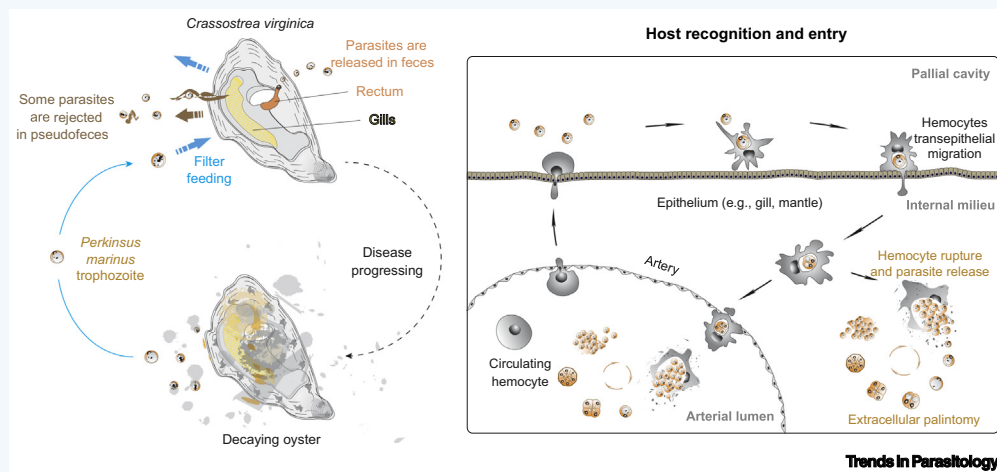 Crassostrea virginica
Parasites are
released in feces
Rectum
Gills
Some parasites
are rejected
in pseudofeces
Filter
feeding
Perkinsus
marinus
trophozoite
Disease
progressing
Decaying oyster
Host recognition and entry
Pallial cavity
Hemocytes
transepithelial
migration
Epithelium (e.g., gill, mantle)
Internal milieu
Hemocyte rupture
and parasite release
Artery
Circulating
hemocyte
Arterial lumen
Extracellular palintomy
Trends in Parasitology